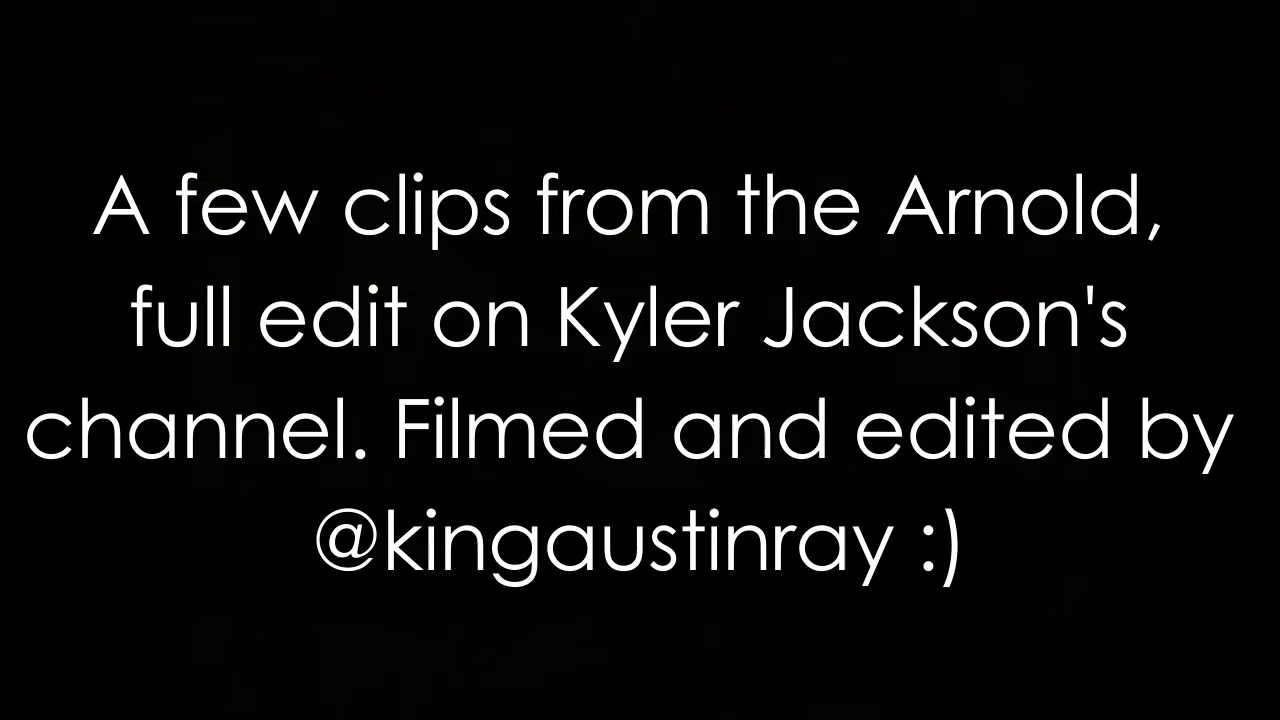 A few clips from the Arnold,
full edit on Kyler Jackson's
channel. Filmed and edited by
@kingaustinray :)